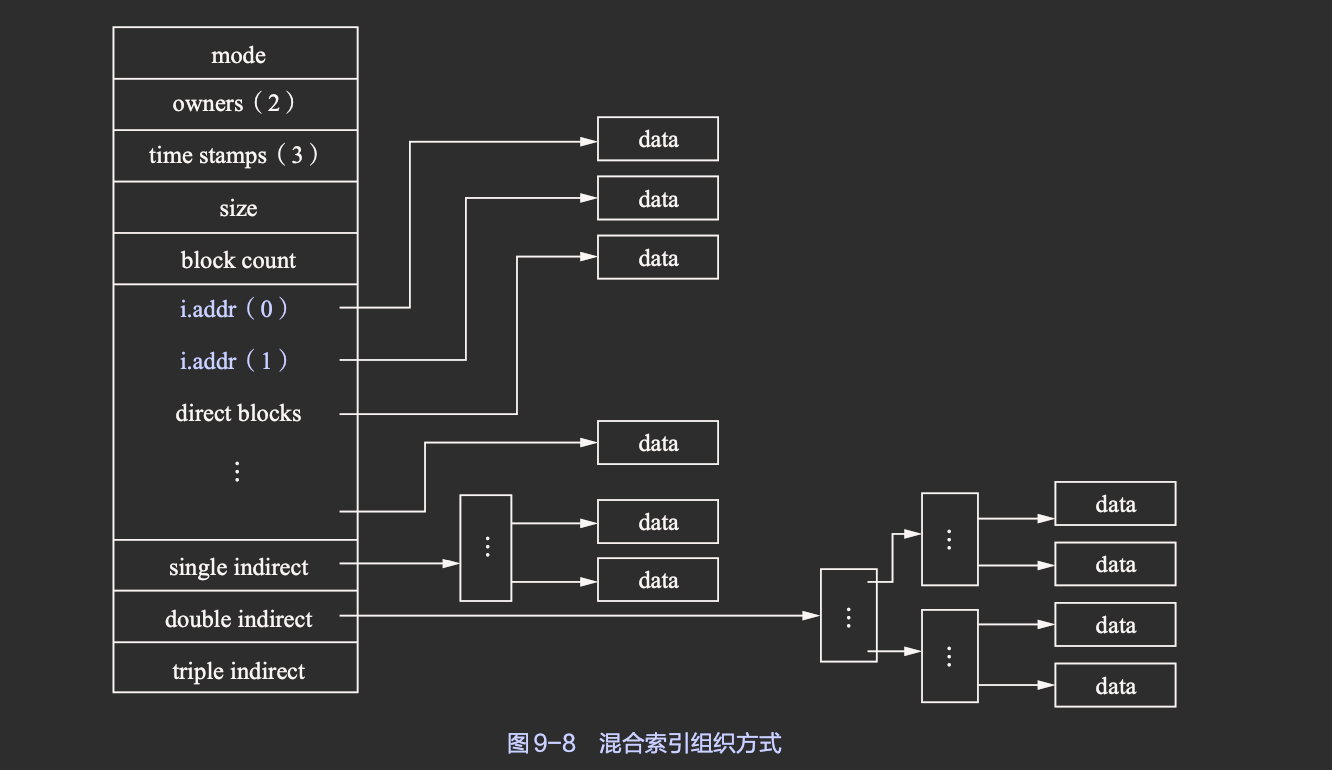 mode
owners（2）
time stamps（3）
size
block count
i.addr（0）
i.addr（1）
direct blocks
⋮
single indirect
double indirect
triple indirect
data
data
data
data
⋮
data
data
⋮
⋮
data
data
⋮
data
data
图 9-8 混合索引组织方式